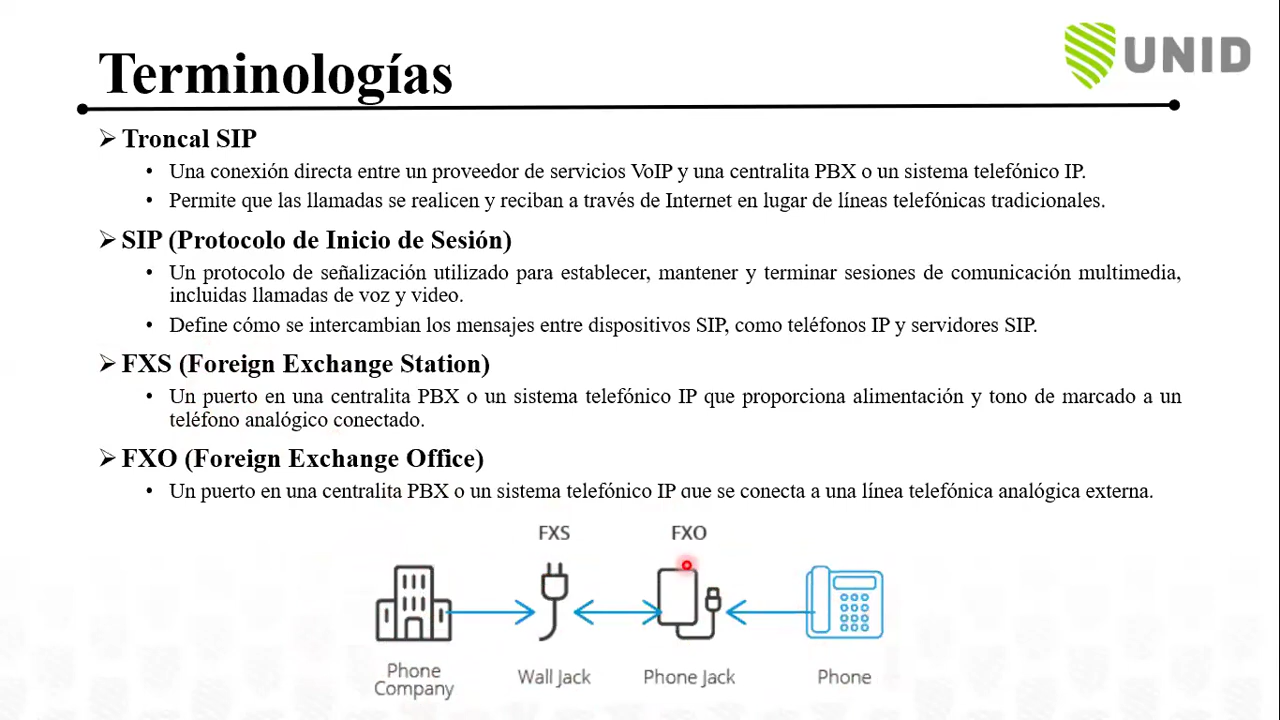 UNID
Terminologías
Troncal SIP
• Una conexión directa entre un proveedor de servicios VoIP y una centralita PBX o un sistema telefónico IP.
• Permite que las llamadas se realicen y reciban a través de Internet en lugar de líneas telefónicas tradicionales.
SIP (Protocolo de Inicio de Sesión)
• Un protocolo de señalización utilizado para establecer, mantener y terminar sesiones de comunicación multimedia,
incluidas llamadas de voz y video.
• Define cómo se intercambian los mensajes entre dispositivos SIP, como teléfonos IP y servidores SIP.
FXS (Foreign Exchange Station)
• Un puerto en una centralita PBX o un sistema telefónico IP que proporciona alimentación y tono de marcado a un
teléfono analógico conectado.
FXO (Foreign Exchange Office)
• Un puerto en una centralita PBX o un sistema telefónico IP que se conecta a una línea telefónica analógica externa.
FXS FXO
Phone
Company
Wall Jack Phone Jack Phone